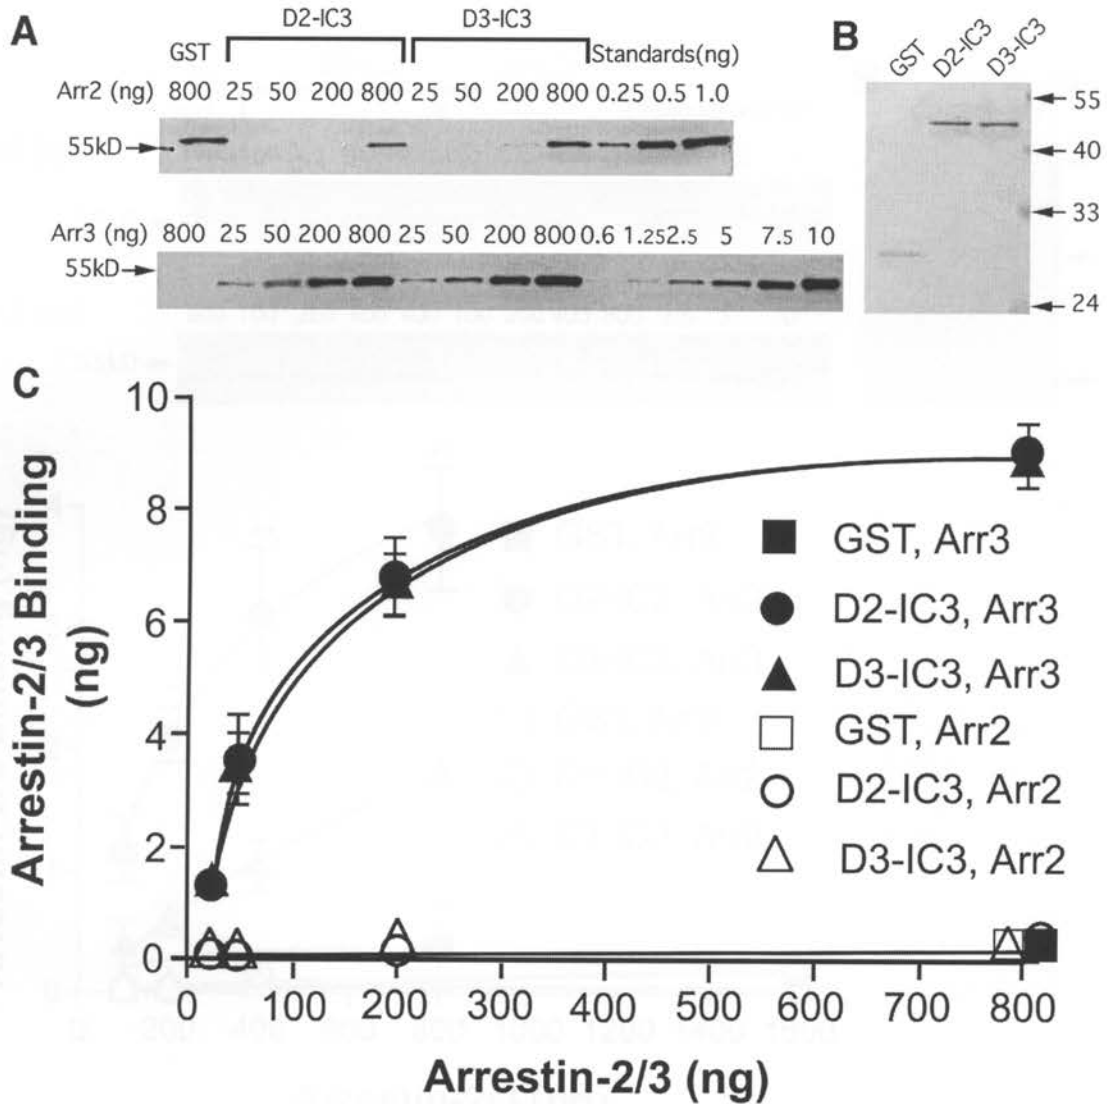 A
D2-IC3 D3-IC3
GST Standards(ng)
Arr2 (ng) 800 25 50 200 800 25 50 200 800 0.25 0.5 1.0
55kD
Arr3 (ng) 800 25 50 200 800 25 50 200 800 0.6 1.25 2.5 5 7.5 10
55kD
B
GST D2-IC3 D3-IC3
55
40
33
24
C
Arrestin-2/3 Binding
(ng)
10
8
6
4
2
0
GST, Arr3
D2-IC3, Arr3
D3-IC3, Arr3
GST, Arr2
D2-IC3, Arr2
D3-IC3, Arr2
0 100 200 300 400 500 600 700 800
Arrestin-2/3 (ng)